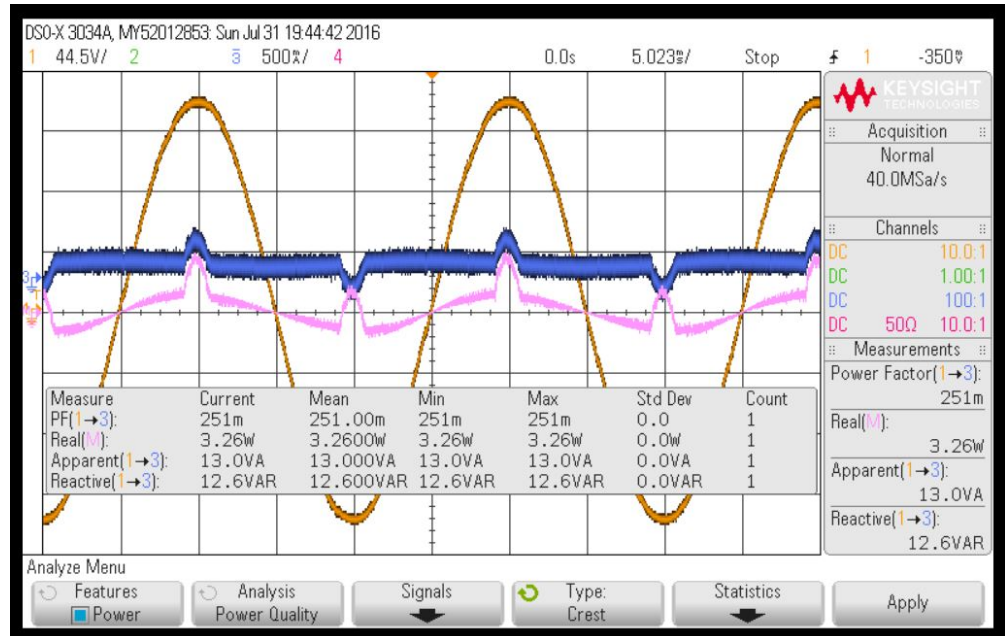 DSO-X 3034A, MY52012853: Sun Jul 31 19:44:42 2016
1 44.5V/ 2 3 500%/ 4 0.0s 5.023%/ Stop 1 -350%
KEYSIGHT
TECHNOLOGIES
Acquisition
Normal
40.0MSa/s
Channels
DC 10.0:1
DC 1.00:1
DC 100:1
DC 50Ω 10.0:1
Measurements
Power Factor(1→3):
251m
Real(M):
3.26W
Apparent(1→3):
13.0VA
Reactive(1→3):
12.6VAR
Measure Current Mean Min Max Std Dev Count
PF(1→3): 251m 251.00m 251m 251m 0.0 1
Real(M): 3.26W 3.2600W 3.26W 3.26W 0.0W 1
Apparent(1→3): 13.0VA 13.000VA 13.0VA 13.0VA 0.0VA 1
Reactive(1→3): 12.6VAR 12.600VAR 12.6VAR 12.6VAR 0.0VAR 1
Analyze Menu
Features Analysis Signals Type: Statistics Apply
Power Power Quality Crest